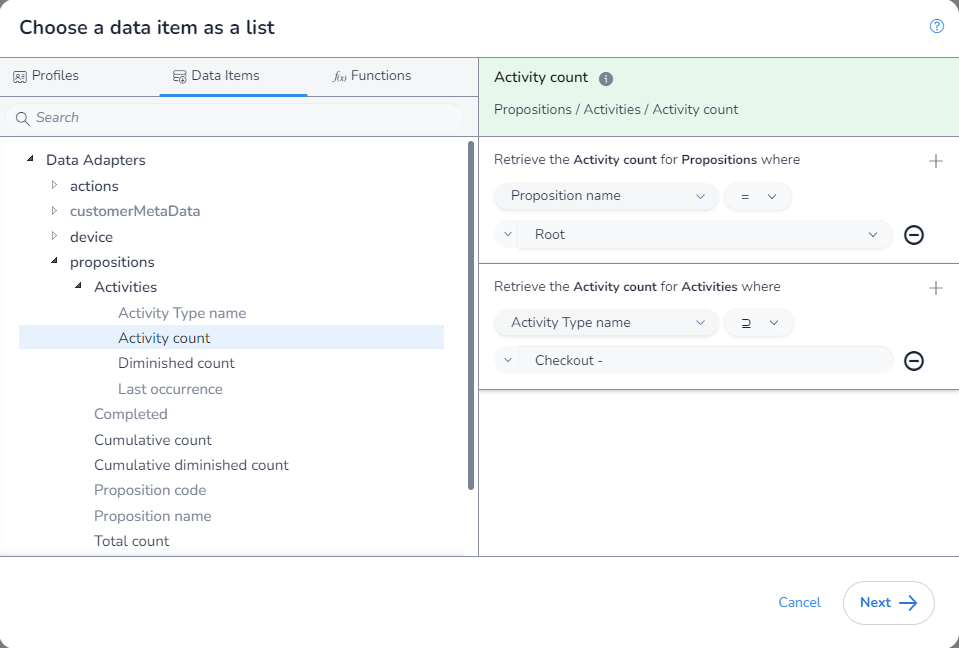 Choose a data item as a list
Profiles
Data Items
f(x) Functions
Search
Data Adapters
actions
customerMetaData
device
propositions
Activities
Activity Type name
Activity count
Diminished count
Last occurrence
Completed
Cumulative count
Cumulative diminished count
Proposition code
Proposition name
Total count
Activity count
Propositions / Activities / Activity count
Retrieve the Activity count for Propositions where
Proposition name =
Root
Retrieve the Activity count for Activities where
Activity Type name ⊇
Checkout -
Cancel Next